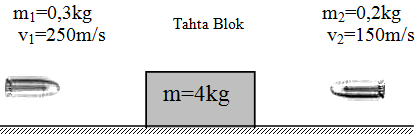 m₁=0,3kg
v₁=250m/s
Tahta Blok
m₂=0,2kg
v₂=150m/s
m=4kg